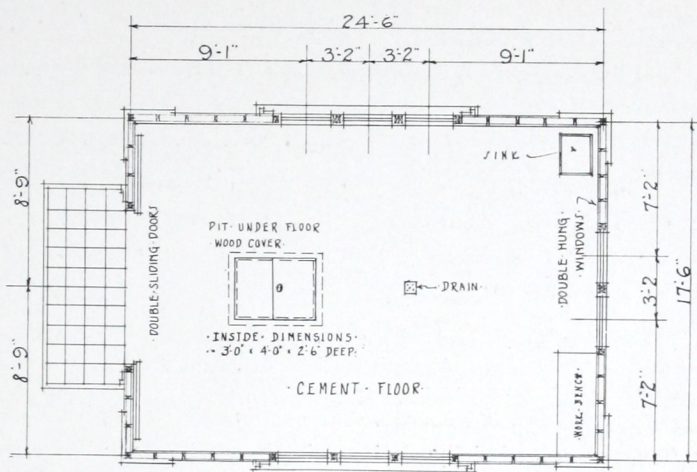 24'-6"
9'-1" 3'-2" 3'-2" 9'-1"
8'-9"
8'-9"
DOUBLE·SLIDING·DOORS
PIT·UNDER FLOOR
·WOOD COVER·
·INSIDE·DIMENSIONS·
3'-0" × 4'-0" × 2'-6" DEEP·
DRAIN·
·CEMENT·FLOOR·
SINK
DOUBLE HUNG·
·WINDOWS·
WORK·BENCH
7'-2"
3'-2
7'-2"
17'-6"